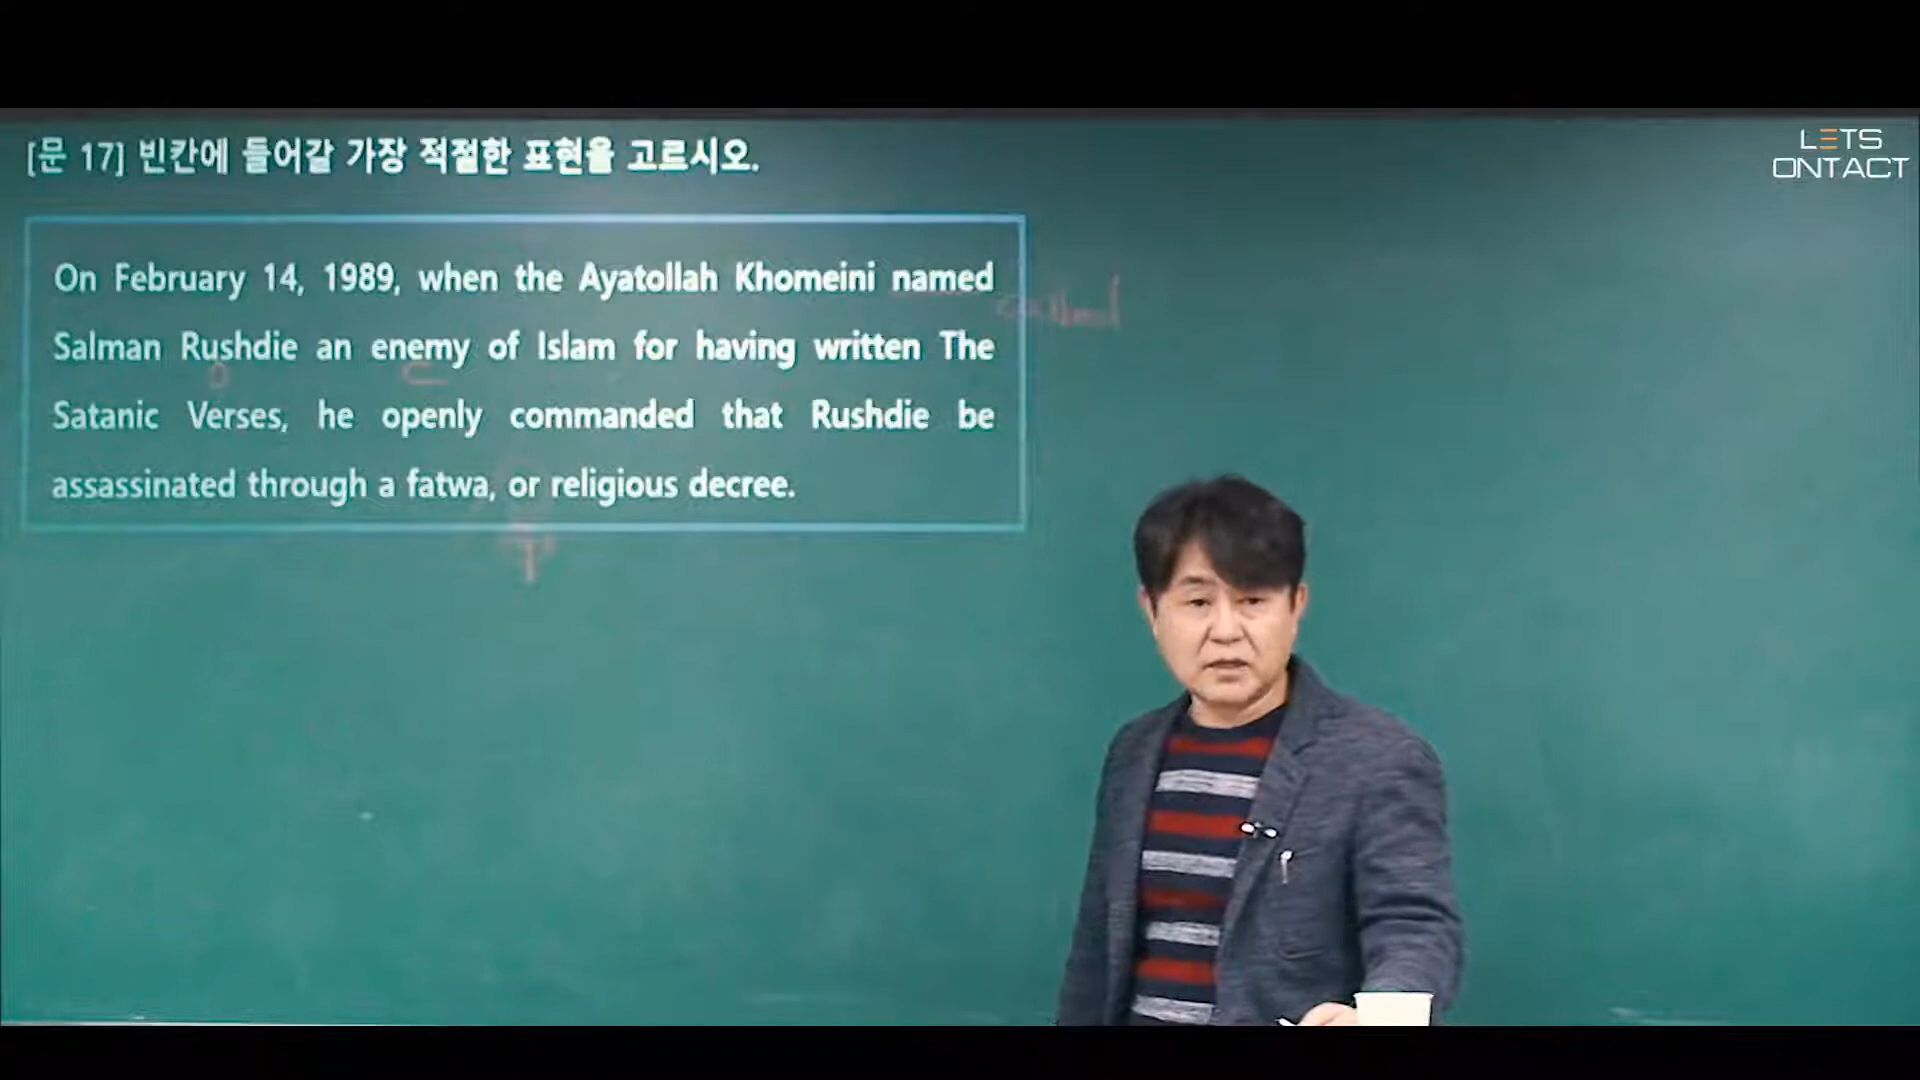 [문 17] 빈칸에 들어갈 가장 적절한 표현을 고르시오.
LETS
ONTACT
On February 14, 1989, when the Ayatollah Khomeini named
called
Salman Rushdie an enemy of Islam for having written The
Satanic Verses, he openly commanded that Rushdie be
assassinated through a fatwa, or religious decree.